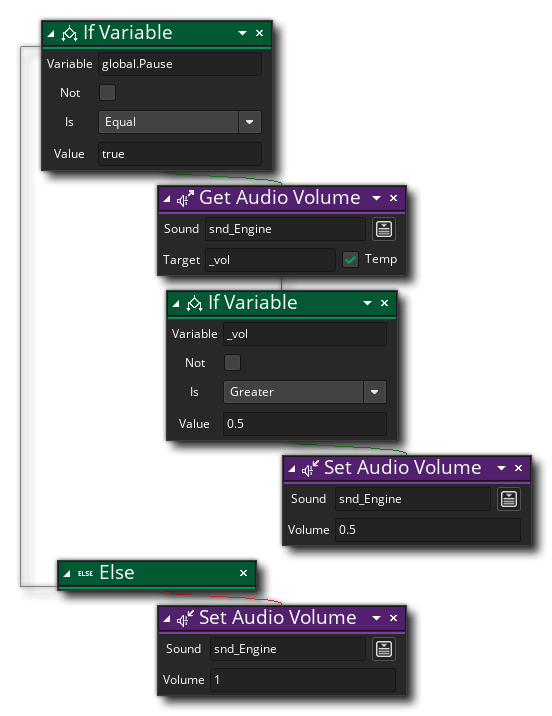 If Variable
Variable global.Pause
Not
Is Equal
Value true
Get Audio Volume
Sound snd_Engine
Target _vol Temp
If Variable
Variable _vol
Not
Is Greater
Value 0.5
Set Audio Volume
Sound snd_Engine
Volume 0.5
ELSE Else
Set Audio Volume
Sound snd_Engine
Volume 1